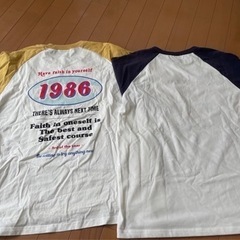 Have faith in yourself
1986
THERE'S ALWAYS NEXT TIME
Faith in oneself is
The best and
Safest course